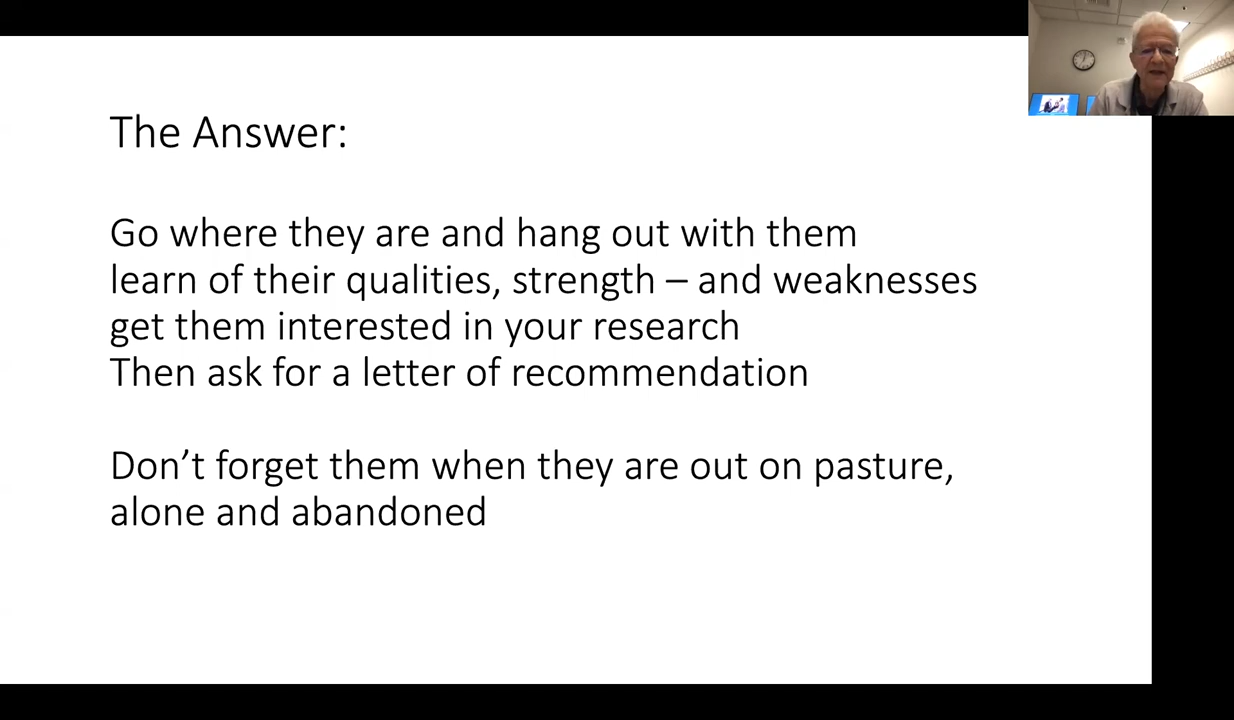 The Answer:
Go where they are and hang out with them
learn of their qualities, strength – and weaknesses
get them interested in your research
Then ask for a letter of recommendation
Don’t forget them when they are out on pasture,
alone and abandoned